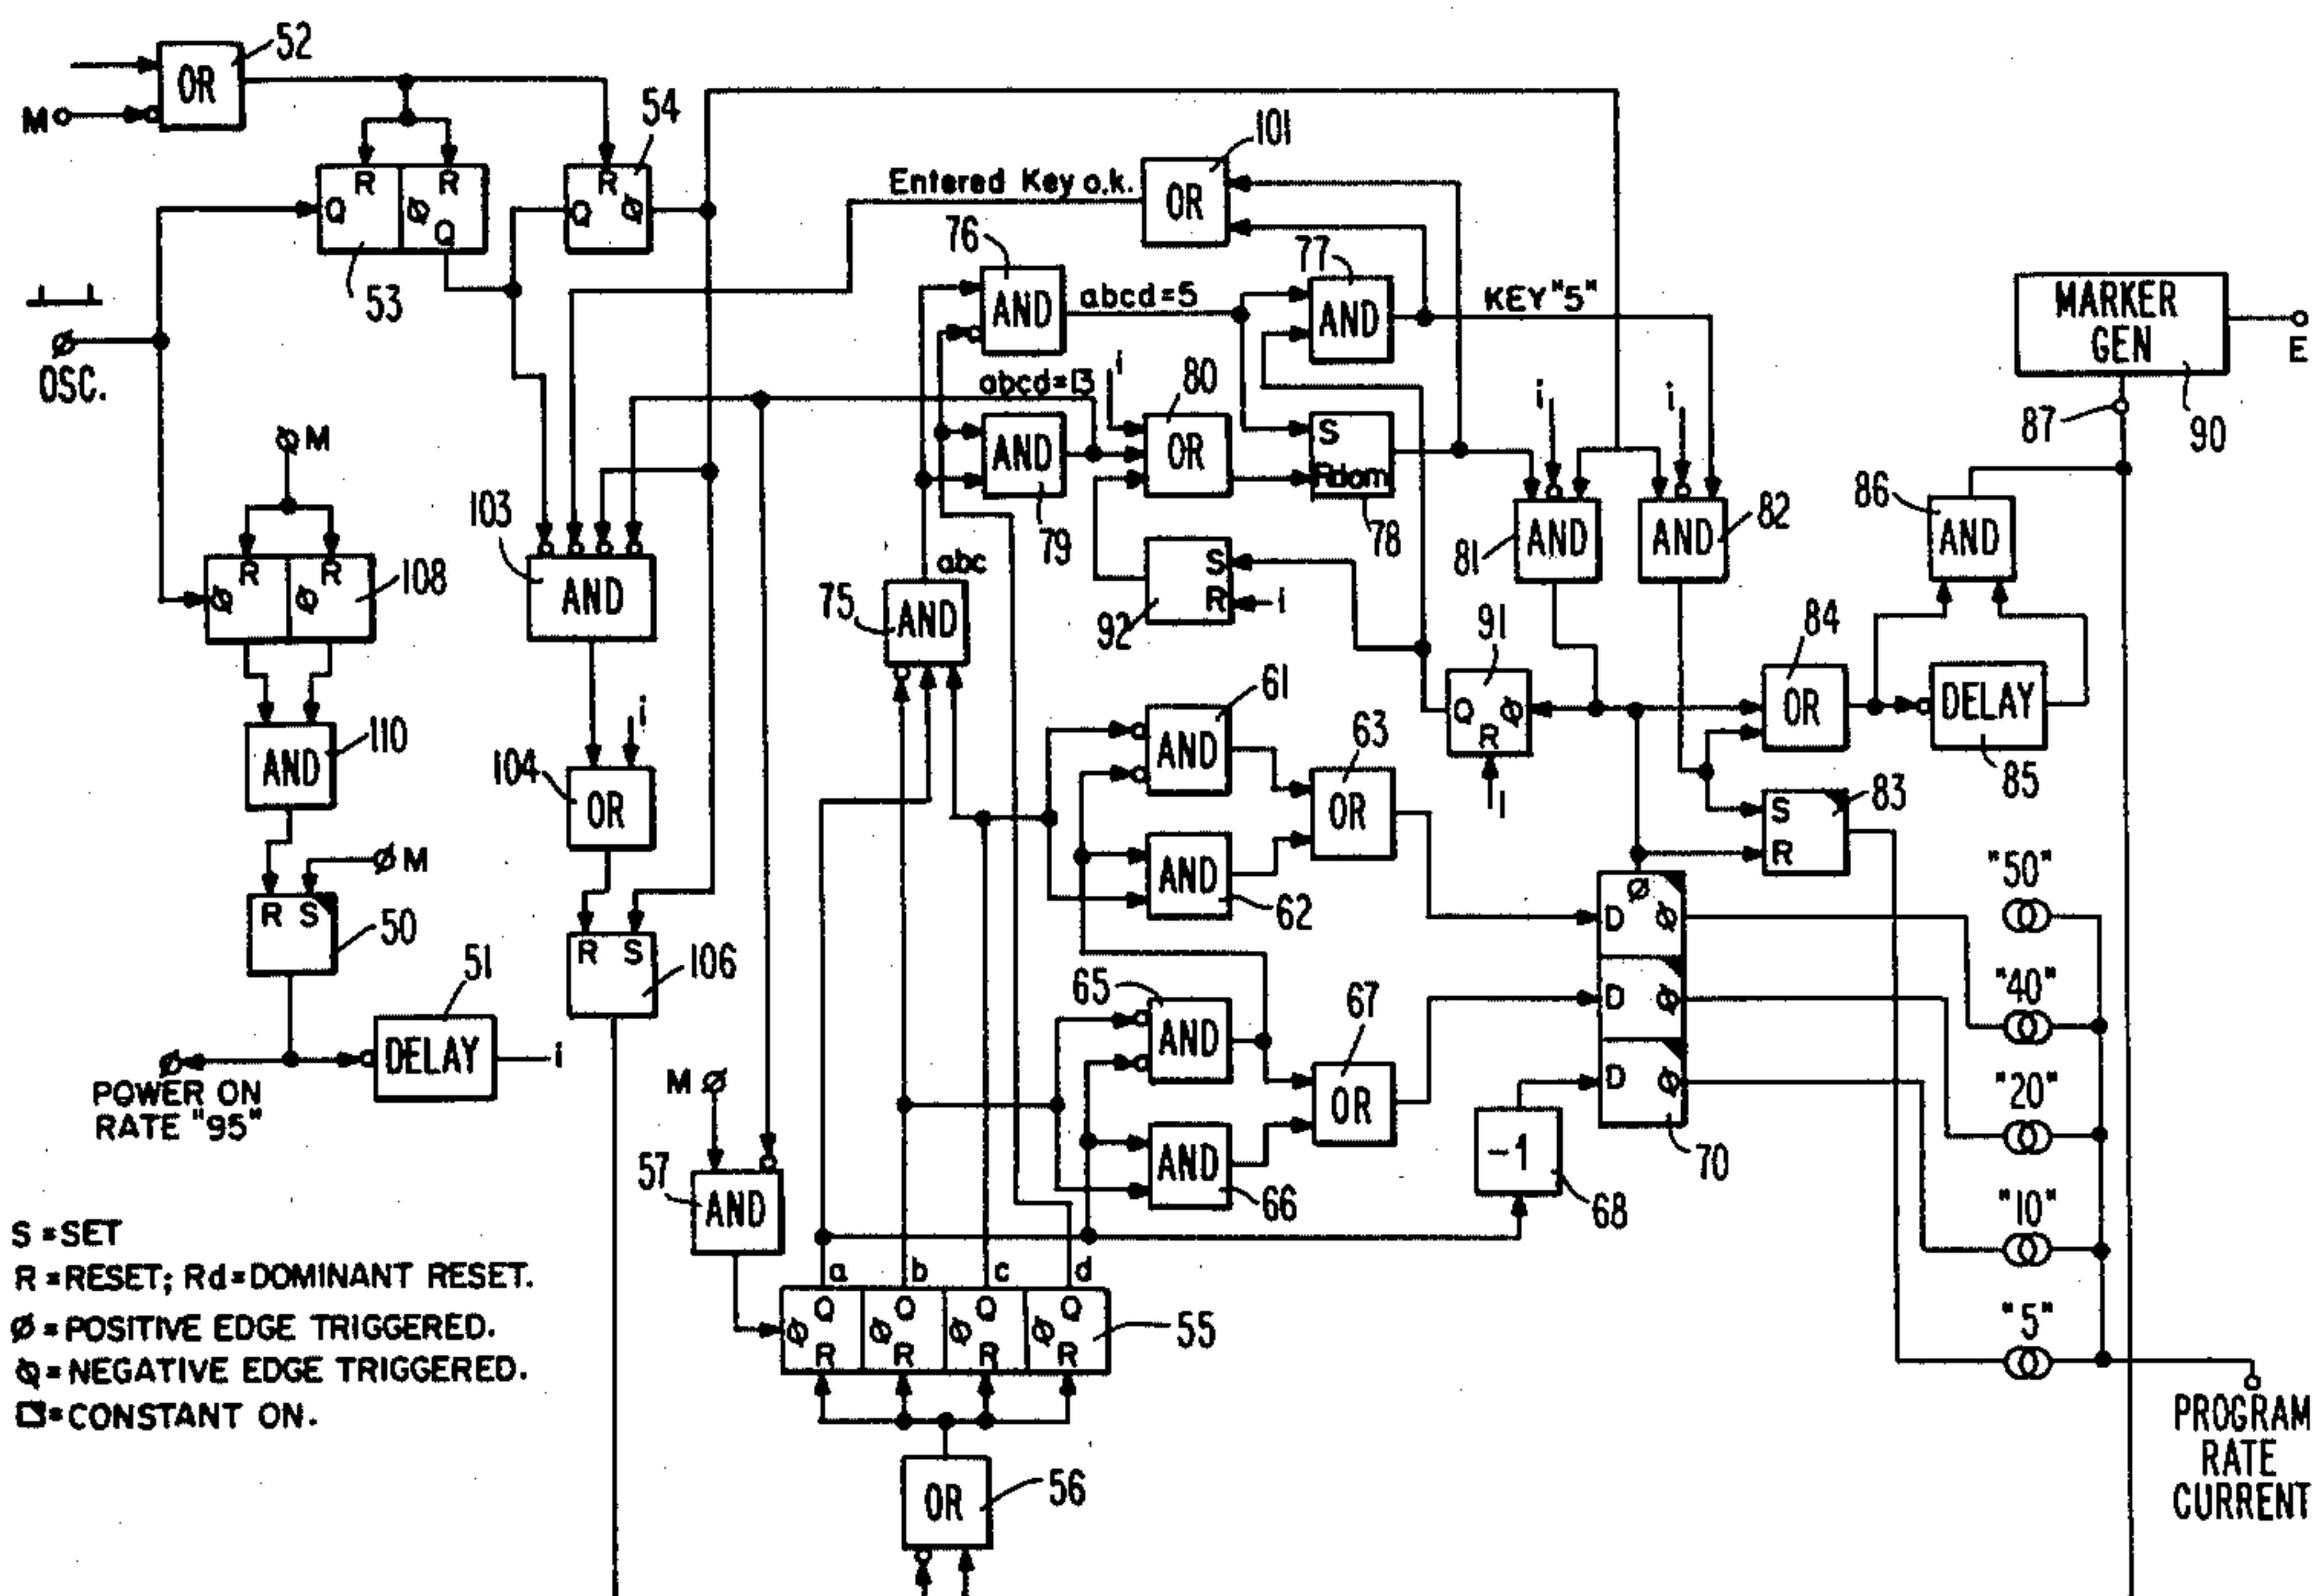 52
OR
M
54
R
R
R
Q
Ø
Q
Q
Ø
53
OSC.
Ø
101
OR
Entered Key o.k.
76
AND
abcd=5
77
AND
KEY "5"
MARKER
GEN
E
87
90
abcd=13
i
80
AND
79
OR
S
Rdom
78
i
i
81
AND
AND
82
86
AND
ØM
103
R
R
Ø
Ø
108
AND
abc
75
AND
92
S
R
i
91
Q
Ø
R
i
84
OR
DELAY
85
61
AND
63
OR
110
AND
104
OR
i
62
AND
S
R
83
ØM
R
S
50
R
S
106
51
DELAY
i
Ø
POWER ON
RATE "95"
65
AND
67
OR
66
AND
Ø
D
Ø
D
Ø
D
Ø
70
-1
68
"50"
"40"
"20"
"10"
"5"
MØ
57
AND
a
b
c
d
Q
Q
Q
Q
Ø
Ø
Ø
Ø
R
R
R
R
55
OR
56
PROGRAM
RATE
CURRENT
S=SET
R=RESET; Rd=DOMINANT RESET.
Ø=POSITIVE EDGE TRIGGERED.
=NEGATIVE EDGE TRIGGERED.
=CONSTANT ON.